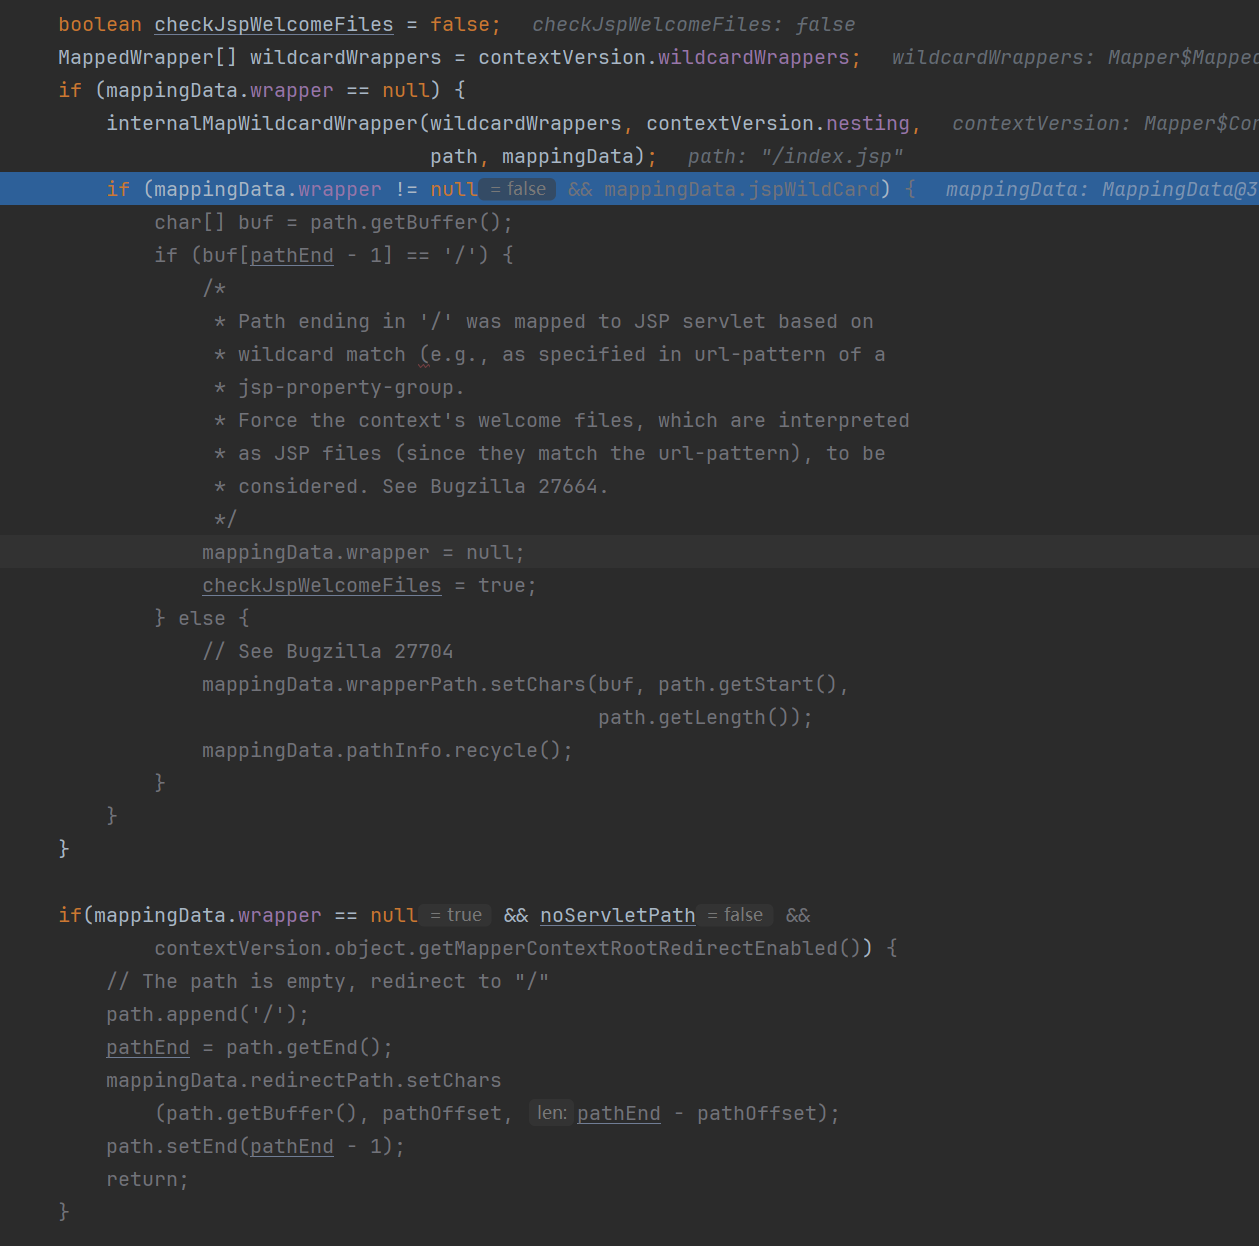 boolean checkJspWelcomeFiles = false;   checkJspWelcomeFiles: false
MappedWrapper[] wildcardWrappers = contextVersion.wildcardWrappers;   wildcardWrappers: Mapper$Mapped
if (mappingData.wrapper == null) {
    internalMapWildcardWrapper(wildcardWrappers, contextVersion.nesting,   contextVersion: Mapper$Con
                               path, mappingData);   path: "/index.jsp"
    if (mappingData.wrapper != null = false && mappingData.jspWildCard) {   mappingData: MappingData@3
        char[] buf = path.getBuffer();
        if (buf[pathEnd - 1] == '/') {
            /*
             * Path ending in '/' was mapped to JSP servlet based on
             * wildcard match (e.g., as specified in url-pattern of a
             * jsp-property-group.
             * Force the context's welcome files, which are interpreted
             * as JSP files (since they match the url-pattern), to be
             * considered. See Bugzilla 27664.
             */
            mappingData.wrapper = null;
            checkJspWelcomeFiles = true;
        } else {
            // See Bugzilla 27704
            mappingData.wrapperPath.setChars(buf, path.getStart(),
                                             path.getLength());
            mappingData.pathInfo.recycle();
        }
    }
}
if(mappingData.wrapper == null = true && noServletPath = false &&
        contextVersion.object.getMapperContextRootRedirectEnabled()) {
    // The path is empty, redirect to "/"
    path.append('/');
    pathEnd = path.getEnd();
    mappingData.redirectPath.setChars
        (path.getBuffer(), pathOffset, len: pathEnd - pathOffset);
    path.setEnd(pathEnd - 1);
    return;
}